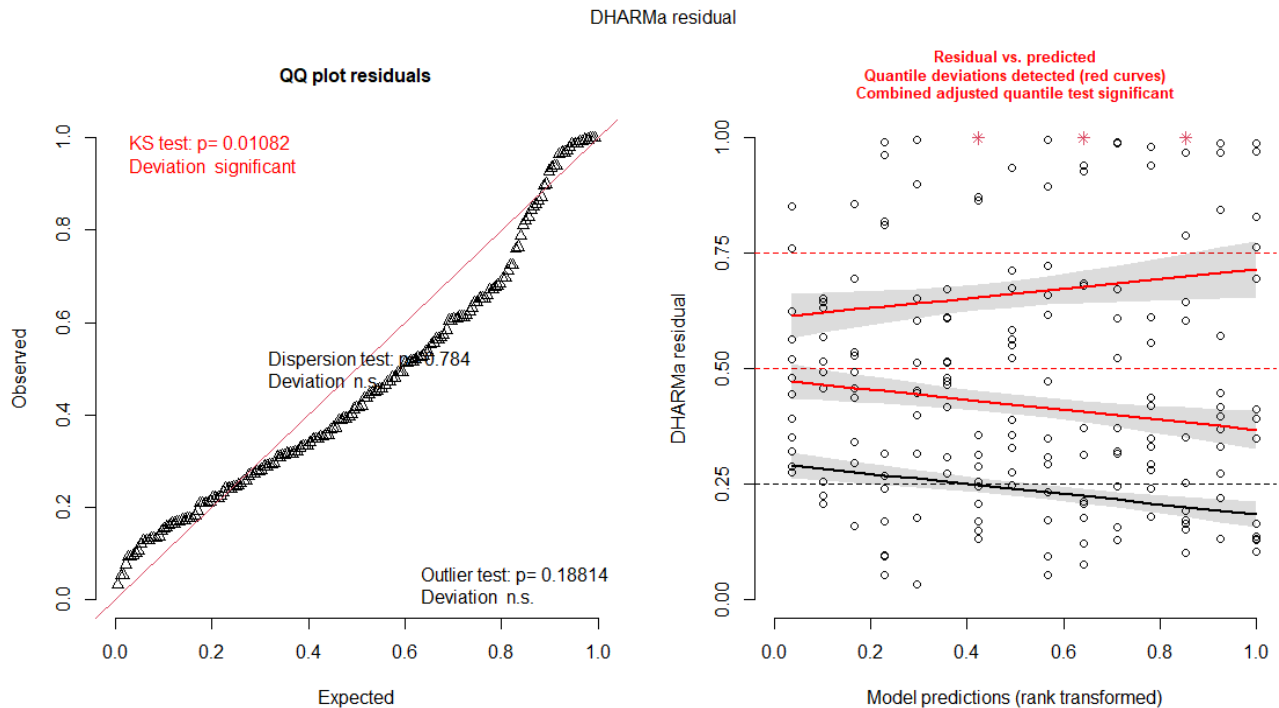 DHARMa residual
QQ plot residuals
KS test: p= 0.01082
Deviation significant
Dispersion test: p= 0.784
Deviation n.s.
Outlier test: p= 0.18814
Deviation n.s.
Observed
0.0 0.2 0.4 0.6 0.8 1.0
0.0 0.2 0.4 0.6 0.8 1.0
Expected
Residual vs. predicted
Quantile deviations detected (red curves)
Combined adjusted quantile test significant
DHARMa residual
0.00 0.25 0.50 0.75 1.00
0.0 0.2 0.4 0.6 0.8 1.0
Model predictions (rank transformed)